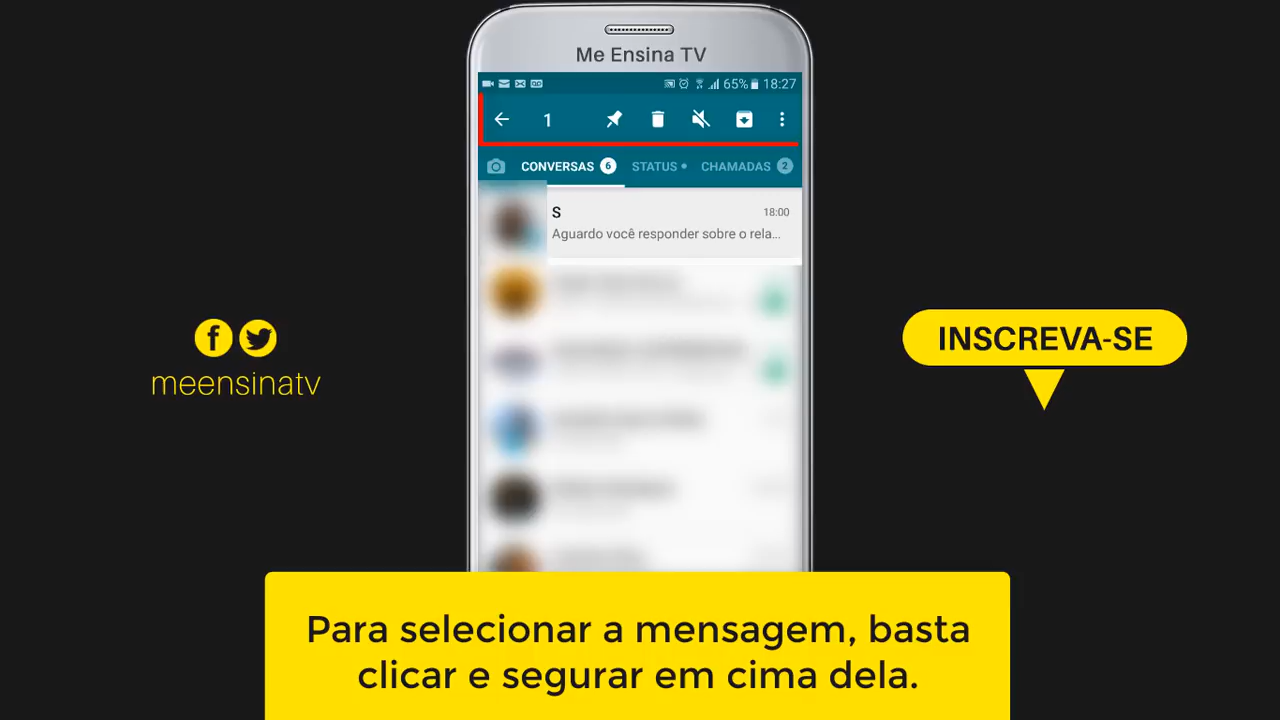 Me Ensina TV
65% 18:27
1
CONVERSAS 6 STATUS • CHAMADAS 2
S 18:00
Aguardo você responder sobre o rela...
meensinatv
INSCREVA-SE
Para selecionar a mensagem, basta
clicar e segurar em cima dela.